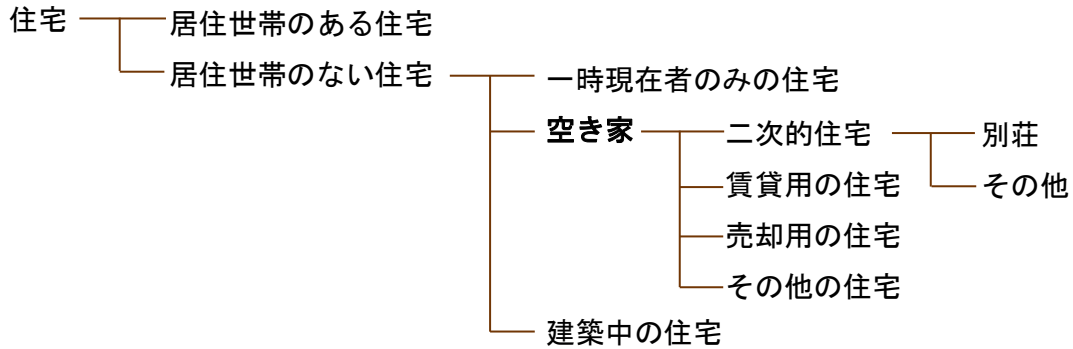 住宅
居住世帯のある住宅
居住世帯のない住宅
一時現在者のみの住宅
空き家
二次的住宅
別荘
その他
賃貸用の住宅
売却用の住宅
その他の住宅
建築中の住宅